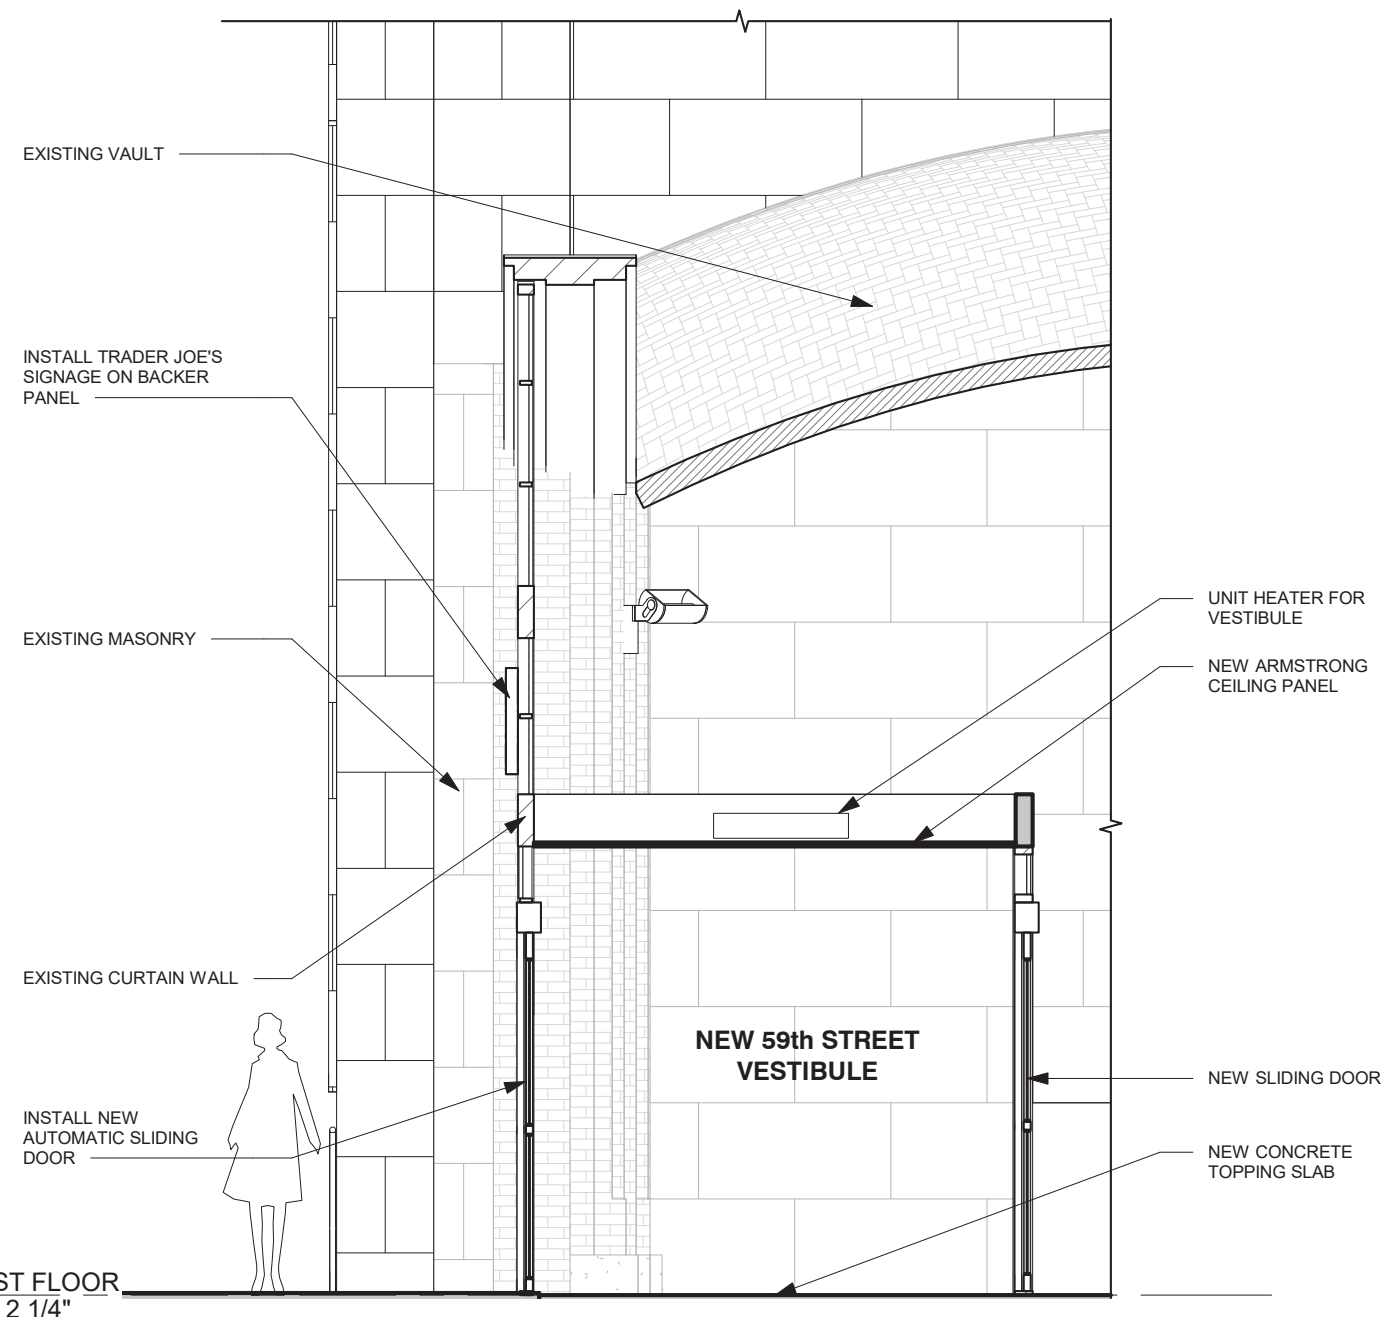 EXISTING VAULT
INSTALL TRADER JOE'S
SIGNAGE ON BACKER
PANEL
EXISTING MASONRY
EXISTING CURTAIN WALL
INSTALL NEW
AUTOMATIC SLIDING
DOOR
UNIT HEATER FOR
VESTIBULE
NEW ARMSTRONG
CEILING PANEL
NEW 59th STREET
VESTIBULE
NEW SLIDING DOOR
NEW CONCRETE
TOPPING SLAB
ST FLOOR
2 1/4"